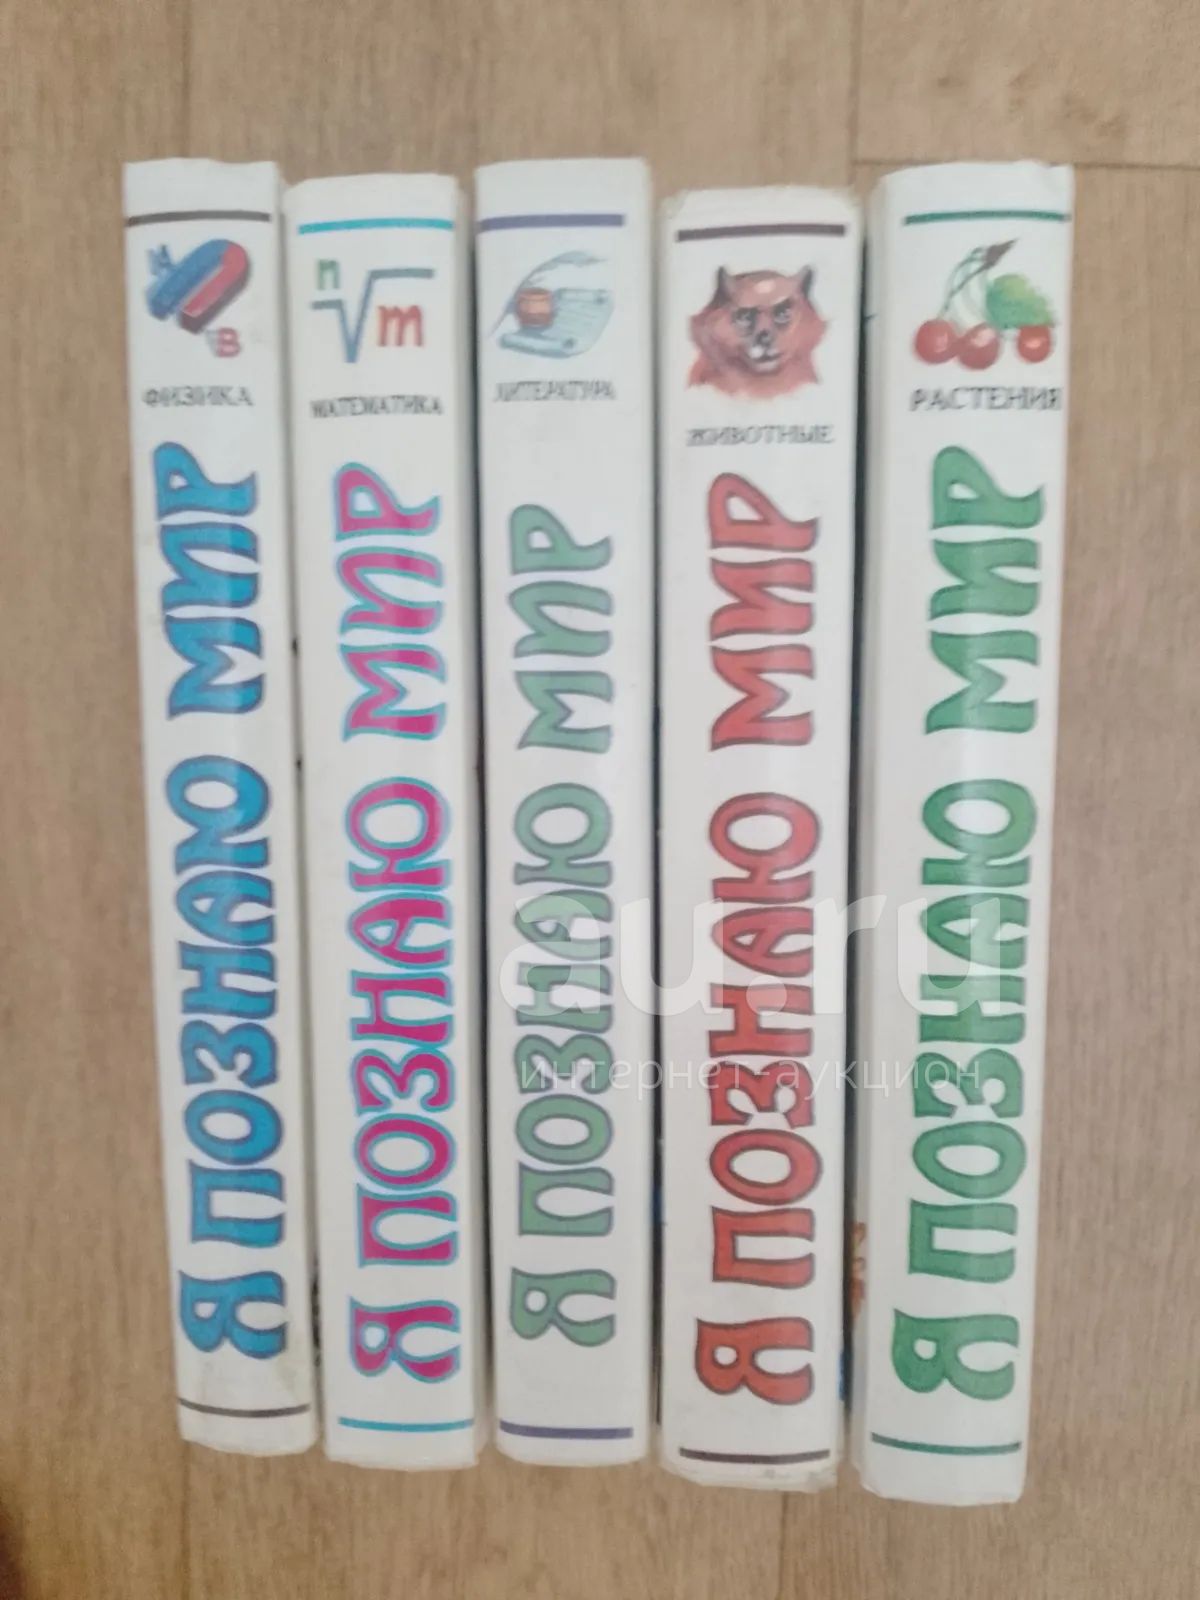 N
B
ФИЗИКА
Я ПОЗНАЮ МИР
n
√m
МАТЕМАТИКА
Я ПОЗНАЮ МИР
ЛИТЕРАТУРА
Я ПОЗНАЮ МИР
ЖИВОТНЫЕ
Я ПОЗНАЮ МИР
РАСТЕНИЯ
Я ПОЗНАЮ МИР
au.ru
интернет-аукцион